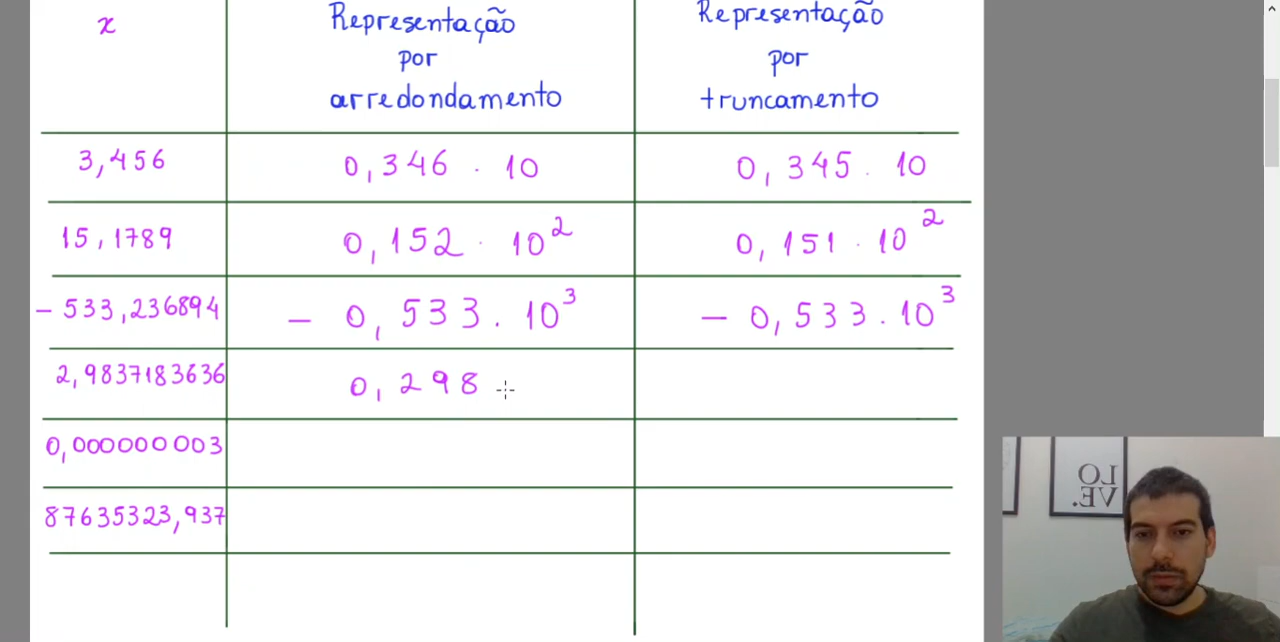 x
Representação
por
arredondamento
Representação
por
truncamento
3,456
0,346 · 10
0,345 · 10
15,1789
0,152 · 10²
0,151 · 10²
- 533,236894
- 0,533 . 10³
- 0,533 . 10³
2,9837183636
0,298
0,000000003
87635323,937
LO
VE.